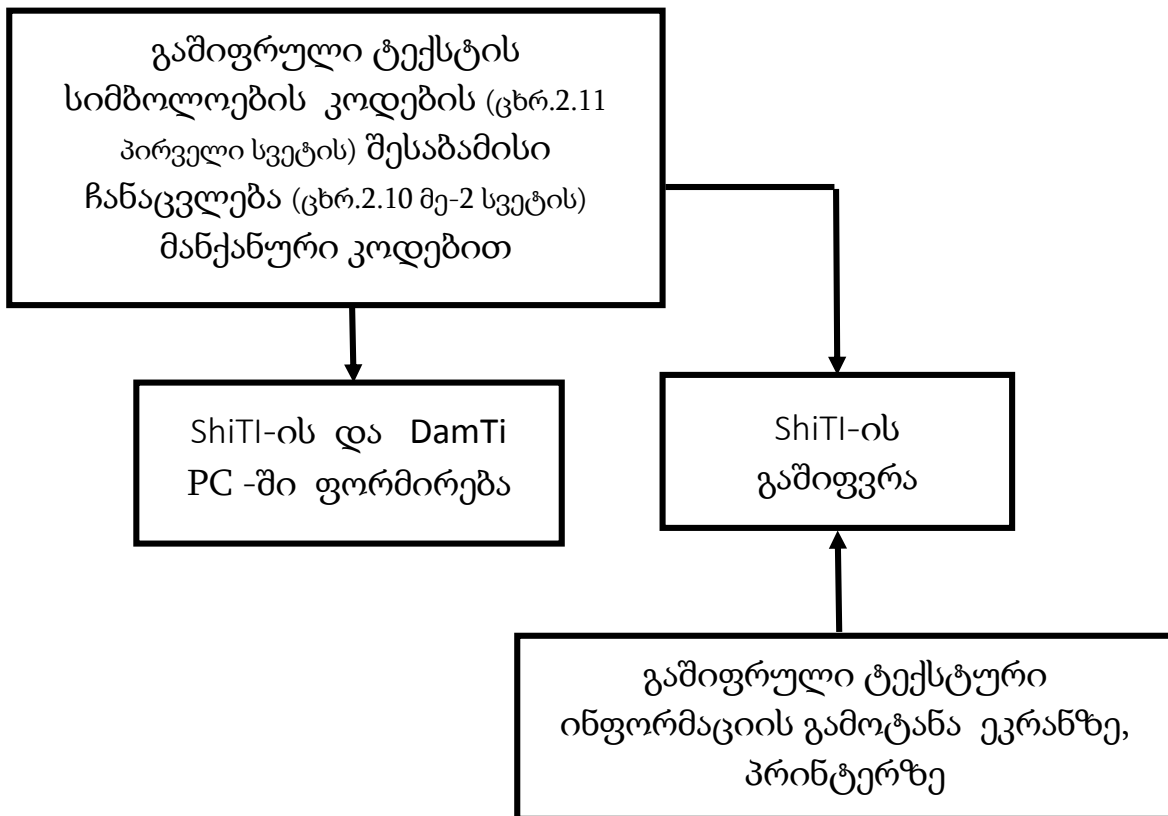 გაშიფრული ტექსტის
სიმბოლოების კოდების (ცხრ.2.11
პირველი სვეტის) შესაბამისი
ჩანაცვლება (ცხრ.2.10 მე-2 სვეტის)
მანქანური კოდებით
ShiTI-ის და DamTi
PC -ში ფორმირება
ShiTI-ის
გაშიფვრა
გაშიფრული ტექსტური
ინფორმაციის გამოტანა ეკრანზე,
პრინტერზე